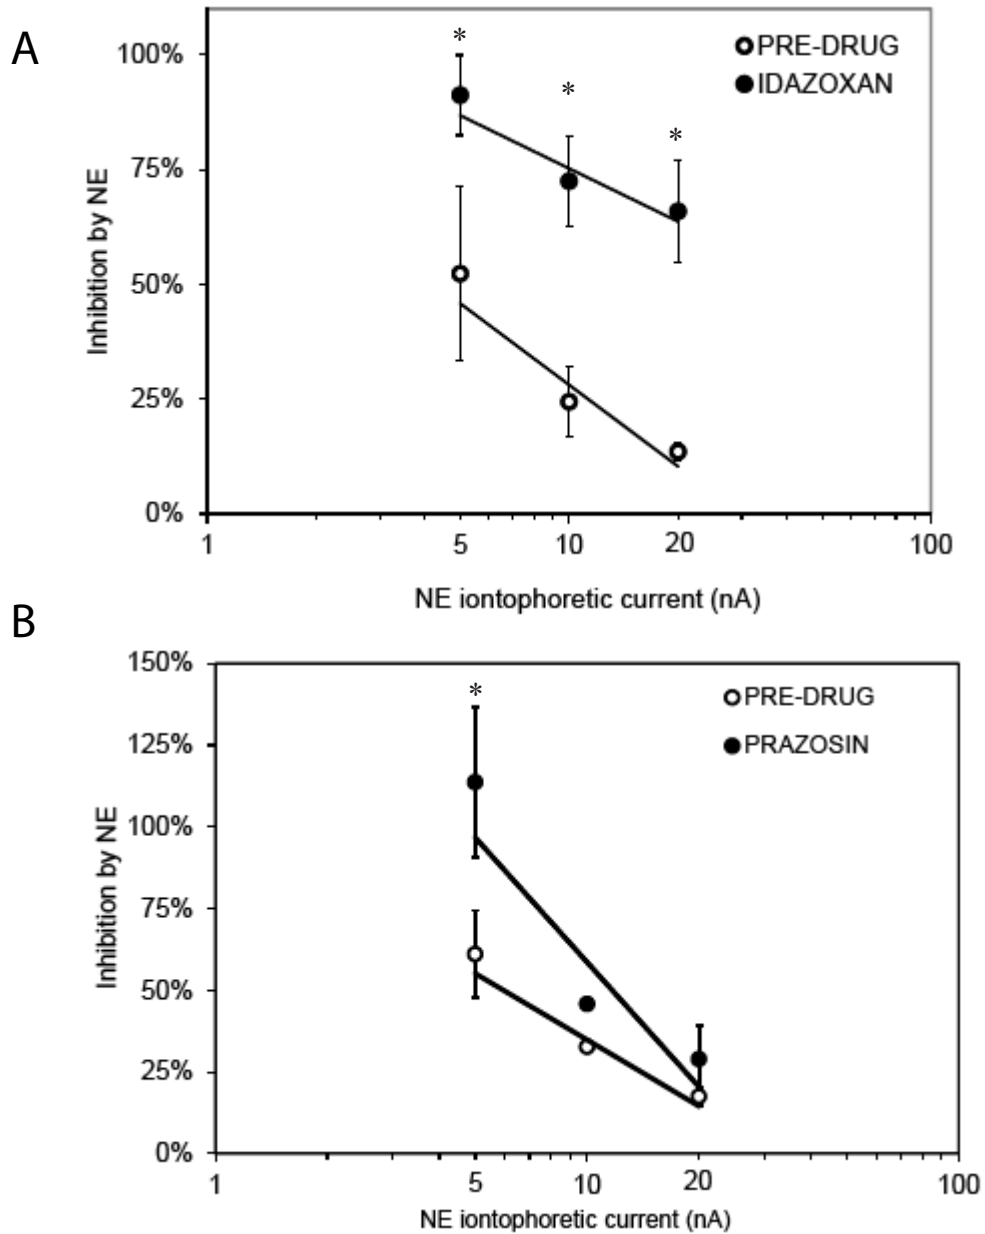 A
100%
75%
50%
25%
0%
Inhibition by NE
*
*
*
PRE-DRUG
IDAZOXAN
1
5
10
20
100
NE iontophoretic current (nA)
B
150%
125%
100%
75%
50%
25%
0%
Inhibition by NE
*
PRE-DRUG
PRAZOSIN
1
5
10
20
100
NE iontophoretic current (nA)